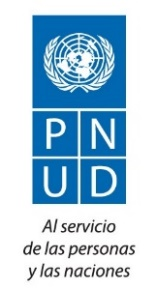 P N
U D
Al servicio
de las personas
y las naciones